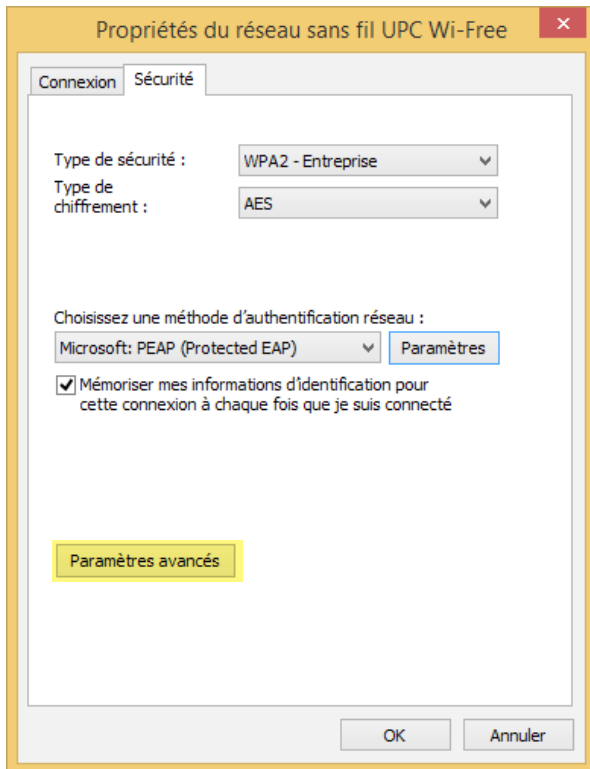 Propriétés du réseau sans fil UPC Wi-Free
Connexion
Sécurité
Type de sécurité :
WPA2 - Entreprise
Type de
chiffrement :
AES
Choisissez une méthode d'authentification réseau :
Microsoft: PEAP (Protected EAP)
Paramètres
Mémoriser mes informations d'identification pour
cette connexion à chaque fois que je suis connecté
Paramètres avancés
OK
Annuler